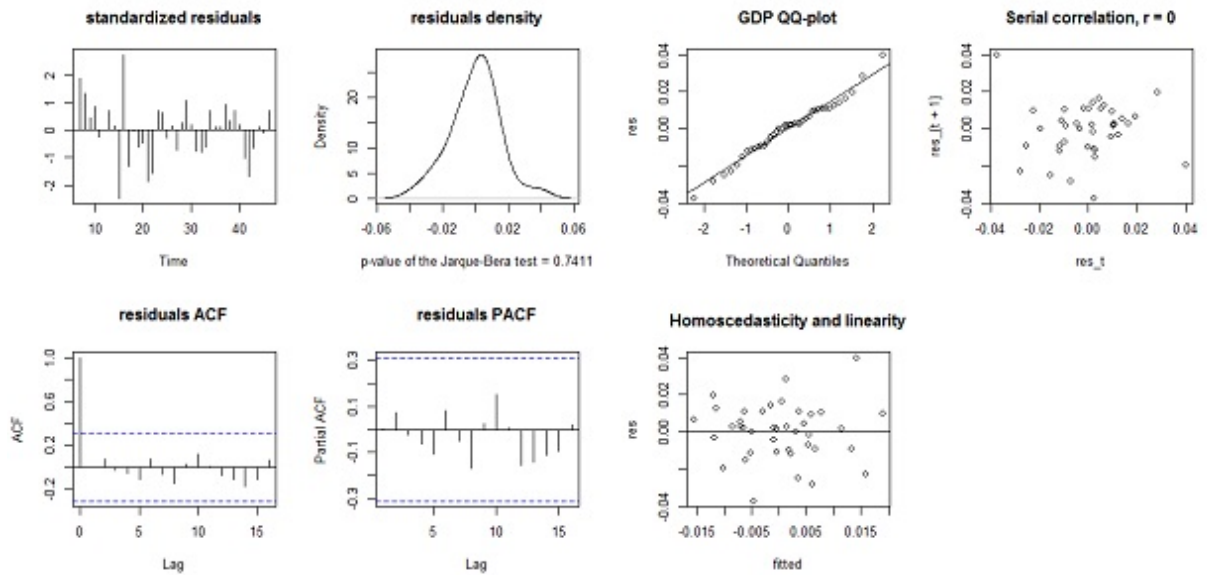 standardized residuals
2
1
0
-1
-2
10 20 30 40
Time
residuals density
Density
20
10
5
0
-0.06 -0.02 0.02 0.06
p-value of the Jarque-Bera test = 0.7411
GDP QQ-plot
res
0.04
0.02
0.00
-0.04
-2 -1 0 1 2
Theoretical Quantiles
Serial correlation, r = 0
res_[t + 1]
0.04
0.02
0.00
-0.04
-0.04 -0.02 0.00 0.02 0.04
res_t
residuals ACF
ACF
1.0
0.6
0.2
-0.2
0 5 10 15
Lag
residuals PACF
Partial ACF
0.3
0.1
-0.1
-0.3
5 10 15
Lag
Homoscedasticity and linearity
res
0.04
0.02
0.00
-0.04
-0.015 -0.005 0.005 0.015
fitted